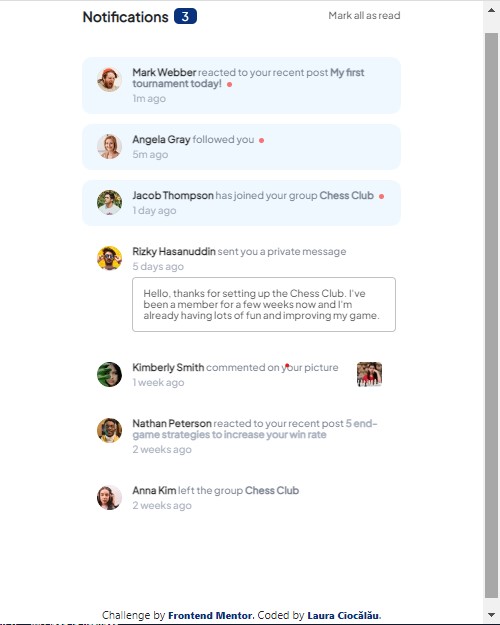 Notifications 3 Mark all as read
Mark Webber reacted to your recent post My first
tournament today!
1m ago
Angela Gray followed you
5m ago
Jacob Thompson has joined your group Chess Club
1 day ago
Rizky Hasanuddin sent you a private message
5 days ago
Hello, thanks for setting up the Chess Club. I've
been a member for a few weeks now and I'm
already having lots of fun and improving my game.
Kimberly Smith commented on your picture
1 week ago
Nathan Peterson reacted to your recent post 5 end-
game strategies to increase your win rate
2 weeks ago
Anna Kim left the group Chess Club
2 weeks ago
Challenge by Frontend Mentor. Coded by Laura Ciocălău.